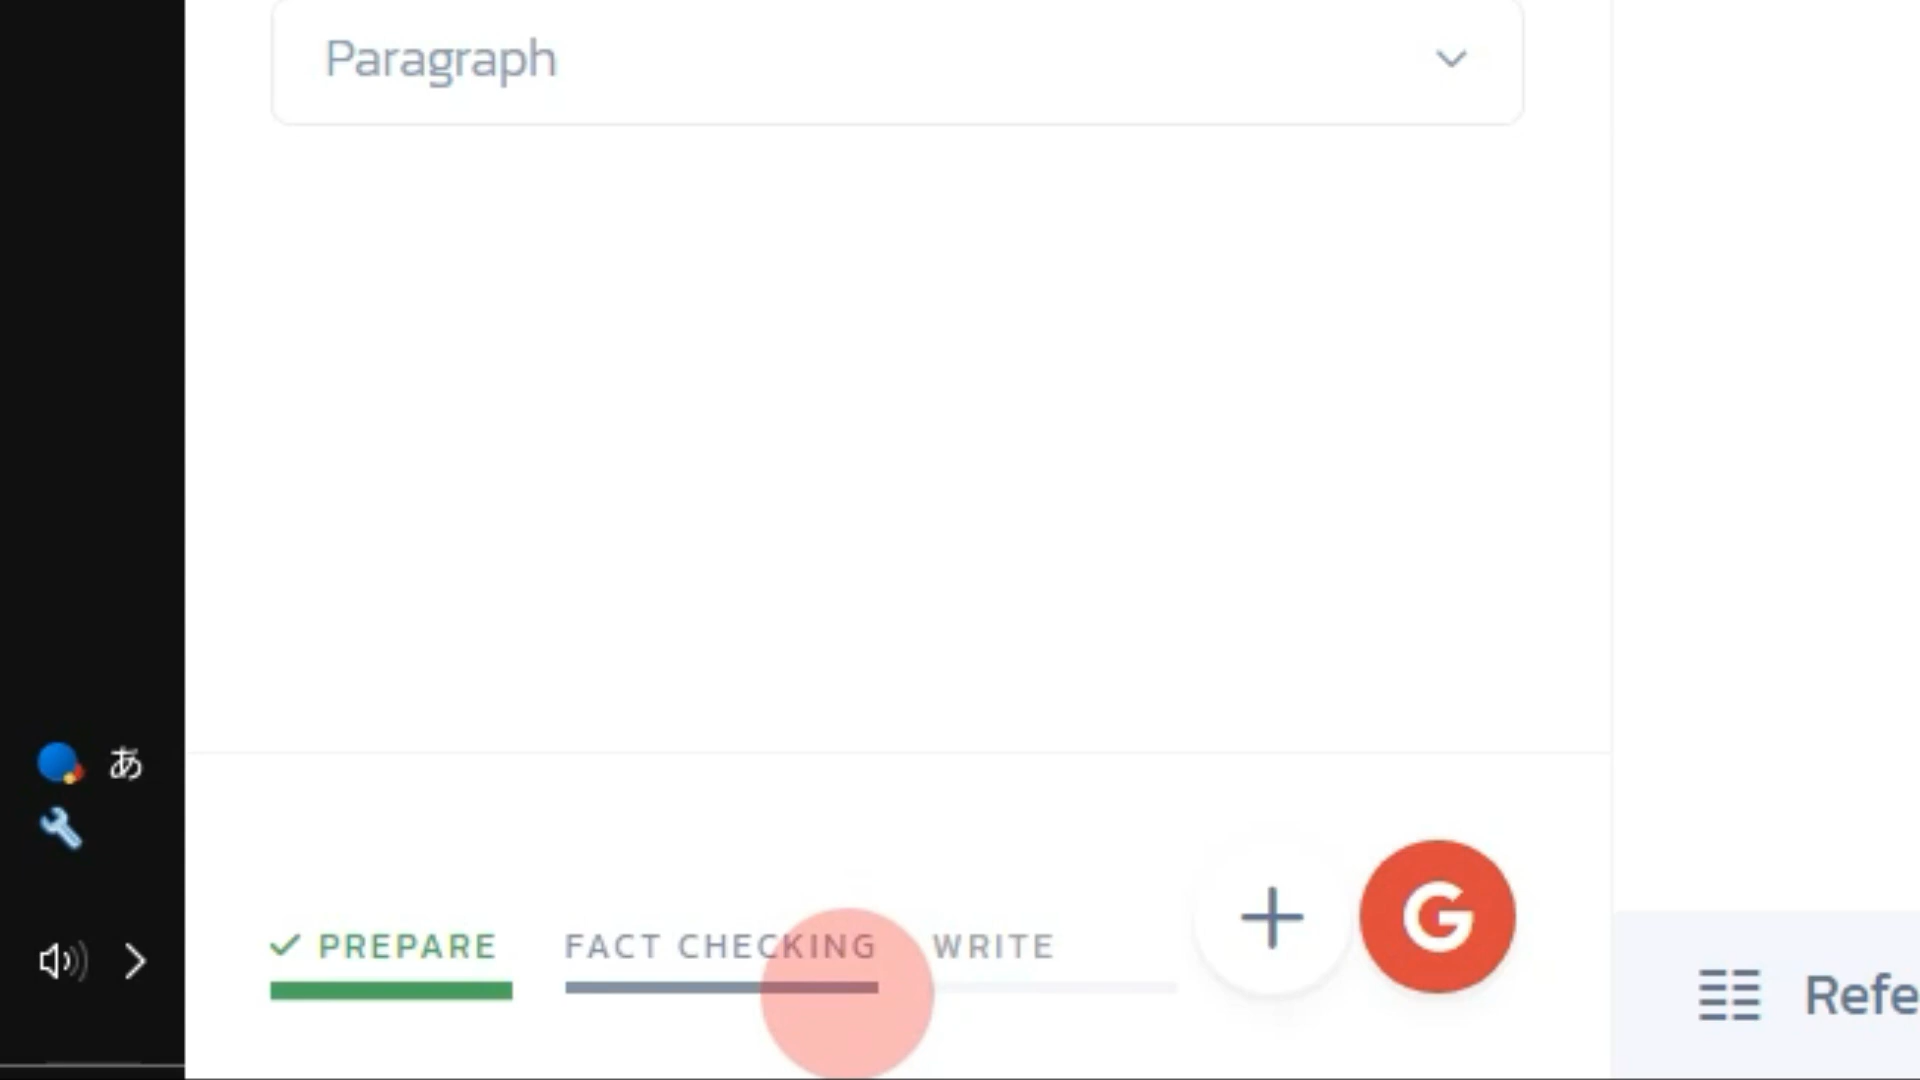 Paragraph
あ
PREPARE FACT CHECKING WRITE
G
Refe